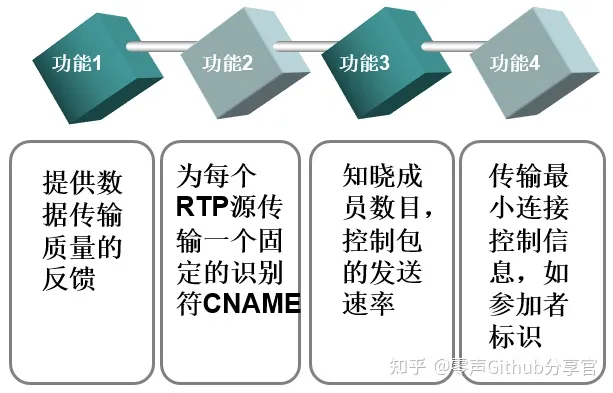 功能1
功能2
功能3
功能4
提供数
据传输
质量的
反馈
为每个
RTP源传
输一个固
定的识别
符CNAME
知晓成
员数目，
控制包
的发送
速率
传输最
小连接
控制信
息，如
参加者
标识
知乎 @零声Github分享官